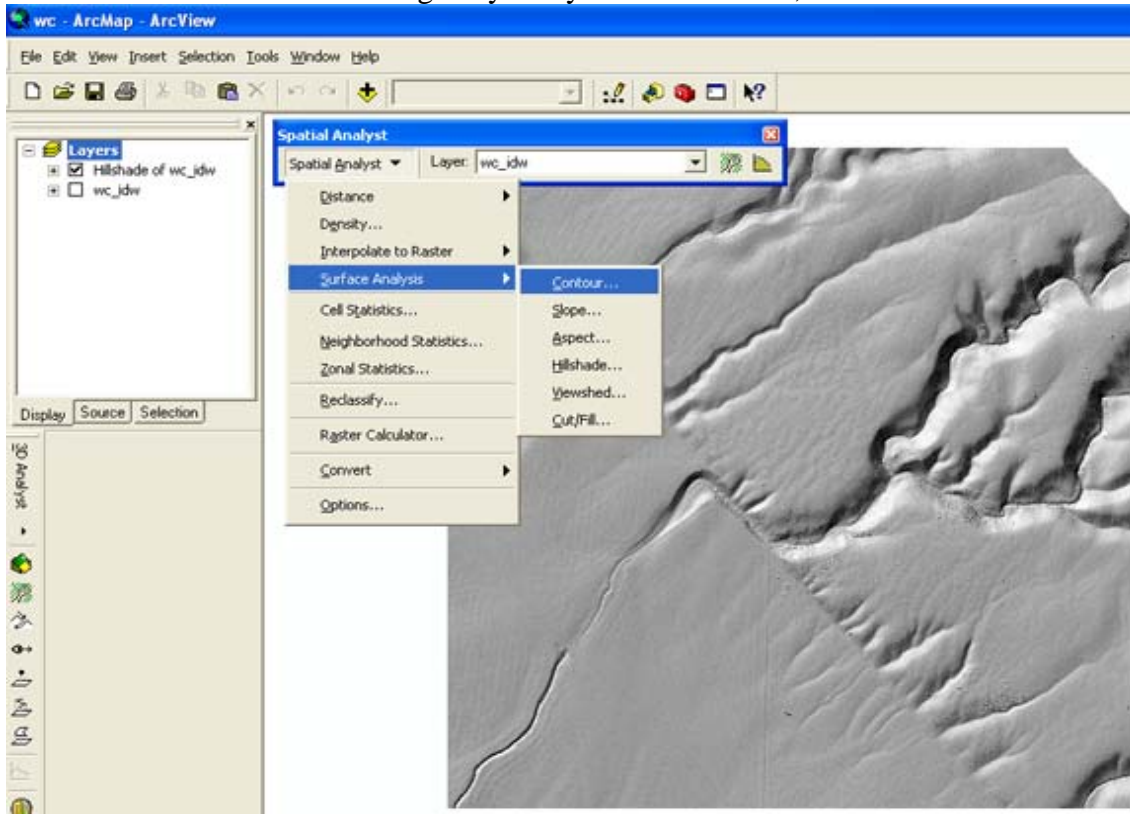 wc - ArcMap - ArcView
File Edit View Insert Selection Tools Window Help
Layers
Hillshade of wc_idw
wc_idw
Display Source Selection
3D Analyst
Spatial Analyst
Spatial Analyst Layer: wc_idw
Distance
Density...
Interpolate to Raster
Surface Analysis
Cell Statistics...
Neighborhood Statistics...
Zonal Statistics...
Reclassify...
Raster Calculator...
Convert
Options...
Contour...
Slope...
Aspect...
Hillshade...
Viewshed...
Cut/Fill...